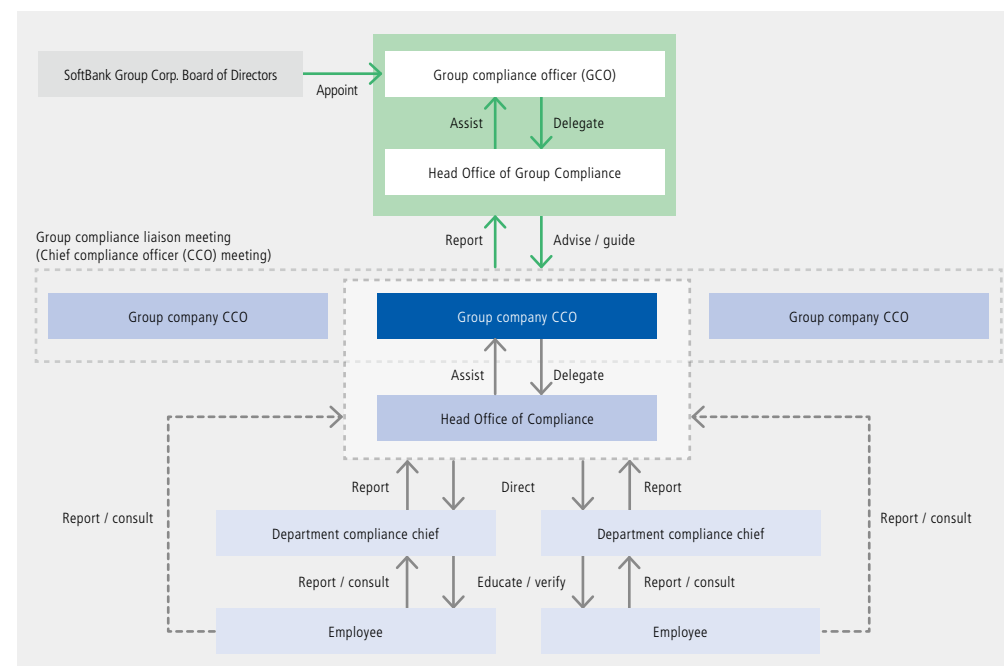 SoftBank Group Corp. Board of Directors
Appoint
Group compliance officer (GCO)
Assist
Delegate
Head Office of Group Compliance
Report
Advise / guide
Group compliance liaison meeting
(Chief compliance officer (CCO) meeting)
Group company CCO
Group company CCO
Group company CCO
Assist
Delegate
Head Office of Compliance
Report
Direct
Report
Report / consult
Report / consult
Department compliance chief
Department compliance chief
Report / consult
Educate / verify
Report / consult
Employee
Employee